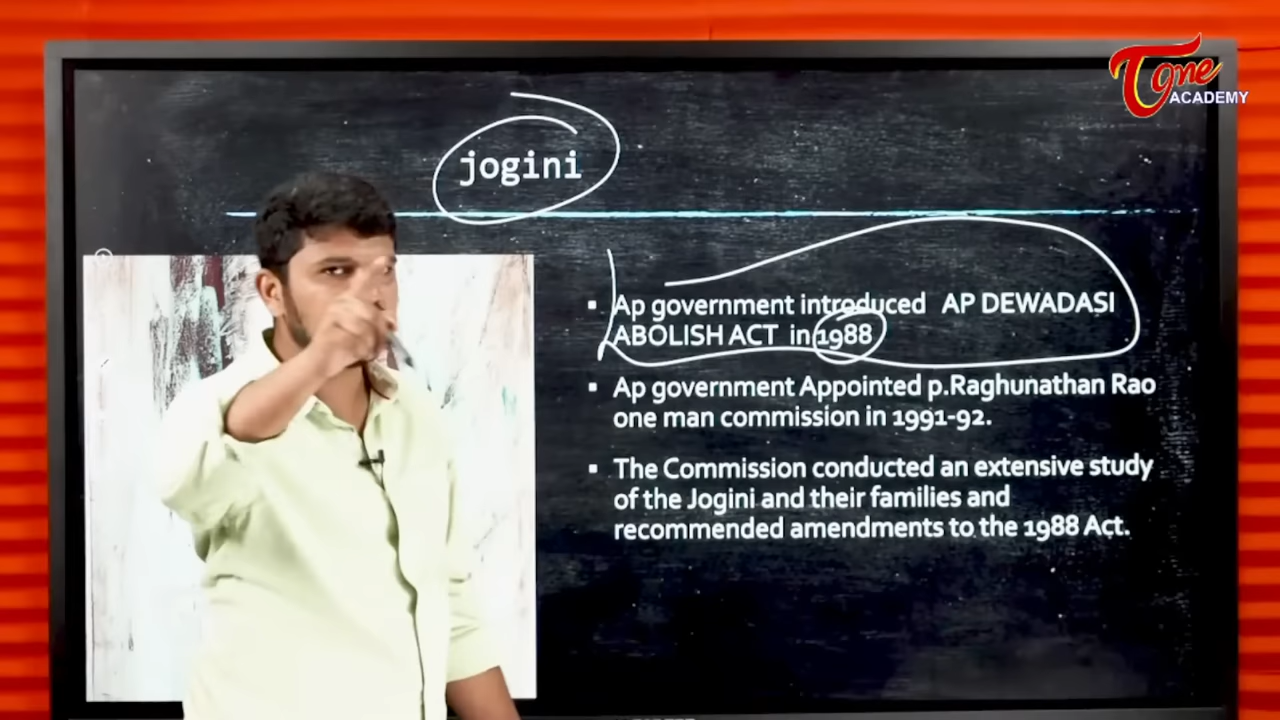 Tone
ACADEMY
jogini
▪ Ap government introduced AP DEWADASI
ABOLISH ACT in 1988
▪ Ap government Appointed p.Raghunathan Rao
one man commission in 1991-92.
▪ The Commission conducted an extensive study
of the Jogini and their families and
recommended amendments to the 1988 Act.